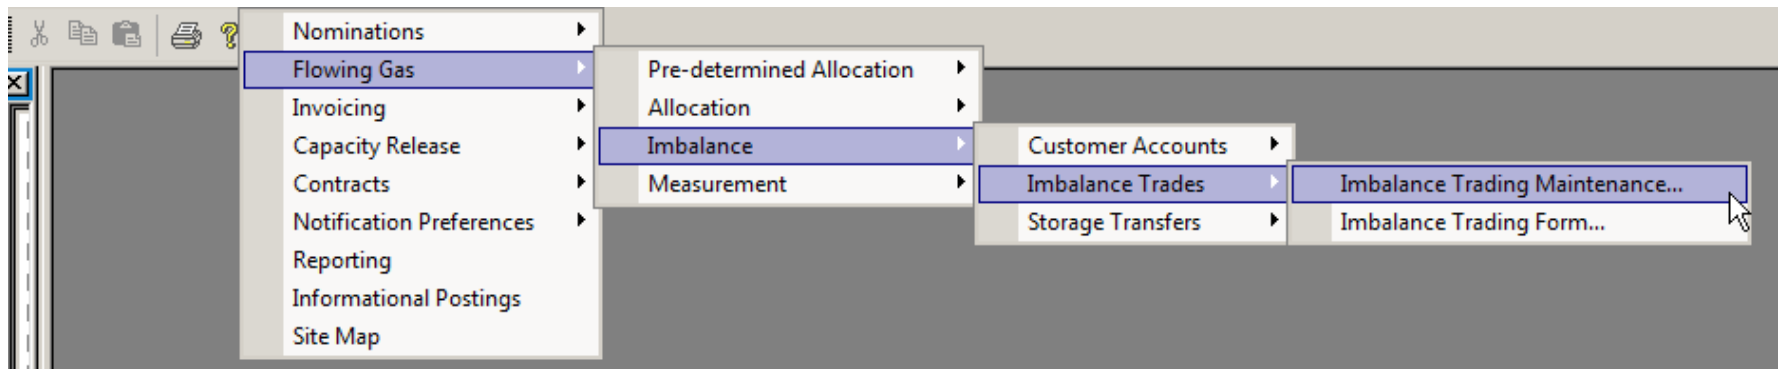 Nominations
Flowing Gas
Invoicing
Capacity Release
Contracts
Notification Preferences
Reporting
Informational Postings
Site Map
Pre-determined Allocation
Allocation
Imbalance
Measurement
Customer Accounts
Imbalance Trades
Storage Transfers
Imbalance Trading Maintenance...
Imbalance Trading Form...